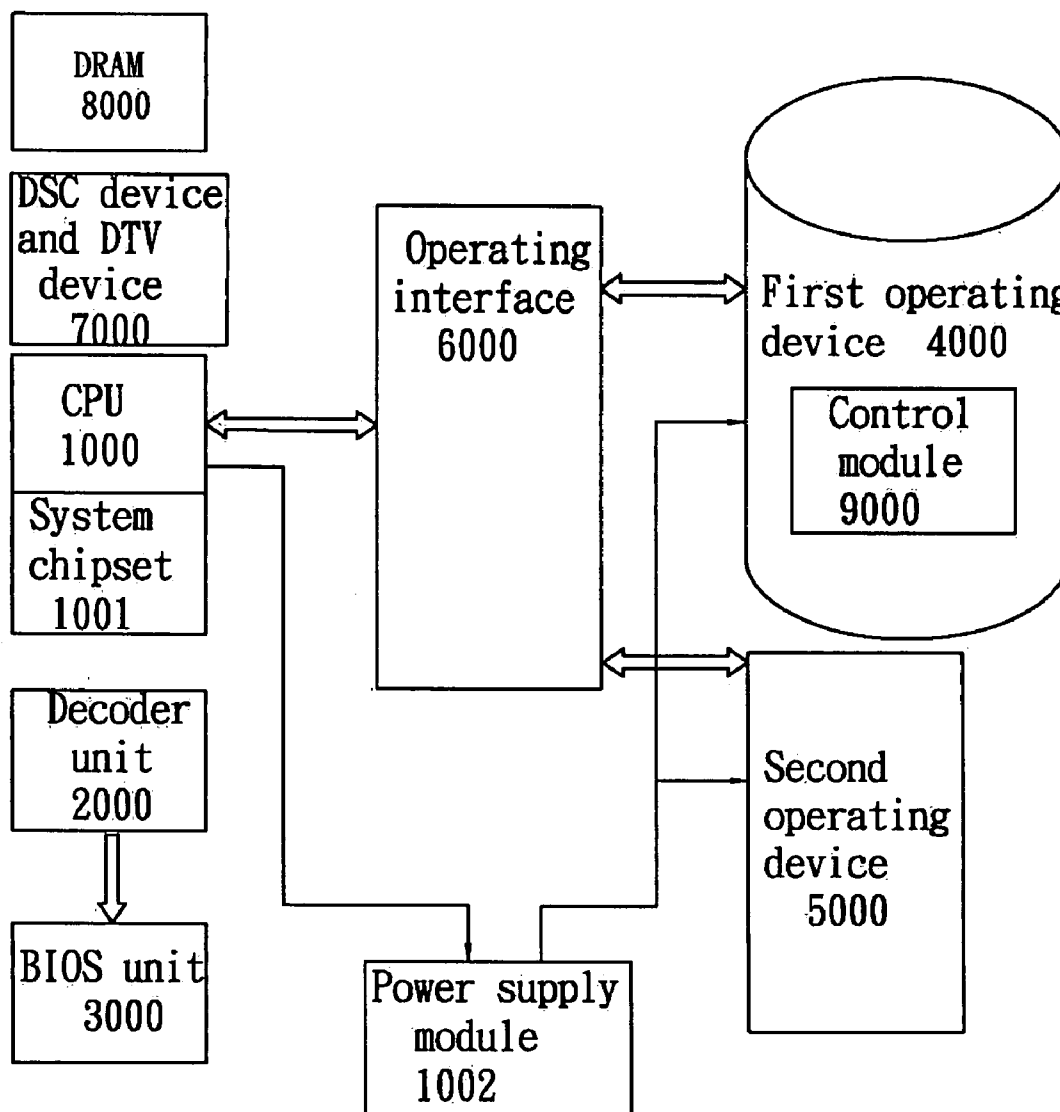 DRAM
8000
DSC device
and DTV
device
7000
CPU
1000
System
chipset
1001
Decoder
unit
2000
BIOS unit
3000
Operating
interface
6000
Power supply
module
1002
First operating
device 4000
Control
module
9000
Second
operating
device
5000